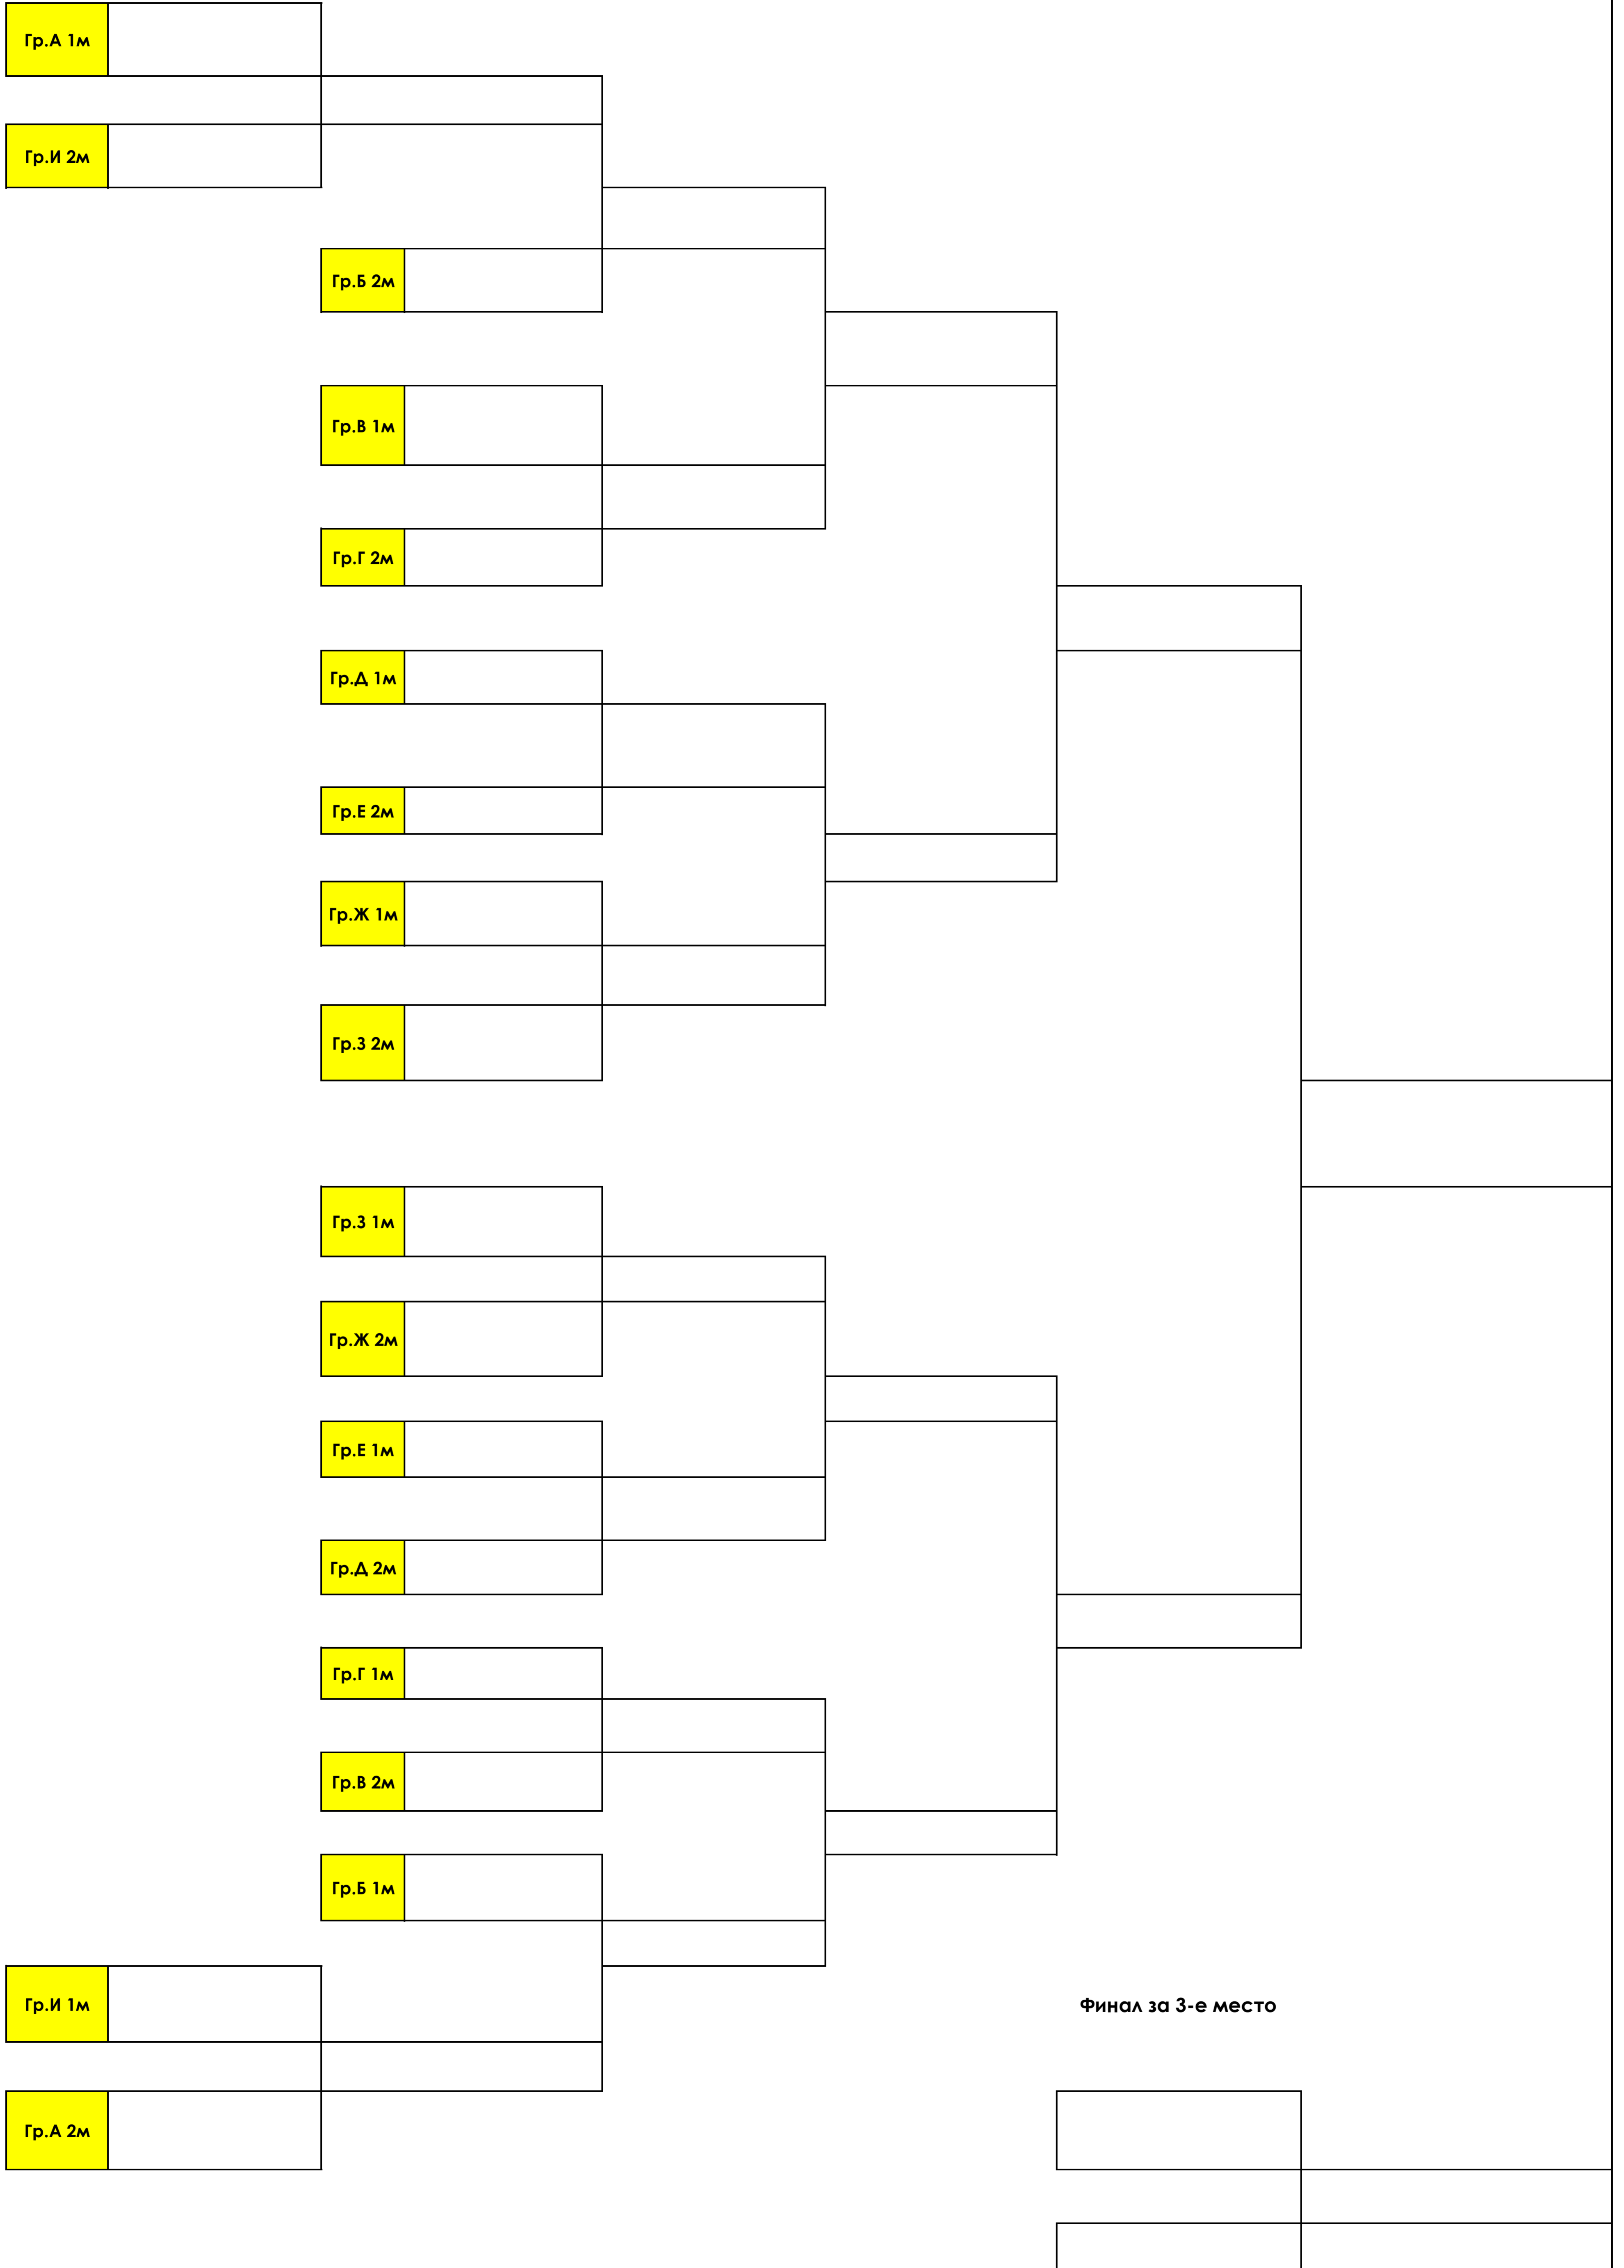 Гр.А 1м
Гр.И 2м
Гр.Б 2м
Гр.В 1м
Гр.Г 2м
Гр.Д 1м
Гр.Е 2м
Гр.Ж 1м
Гр.З 2м
Гр.З 1м
Гр.Ж 2м
Гр.Е 1м
Гр.Д 2м
Гр.Г 1м
Гр.В 2м
Гр.Б 1м
Гр.И 1м
Финал за 3-е место
Гр.А 2м